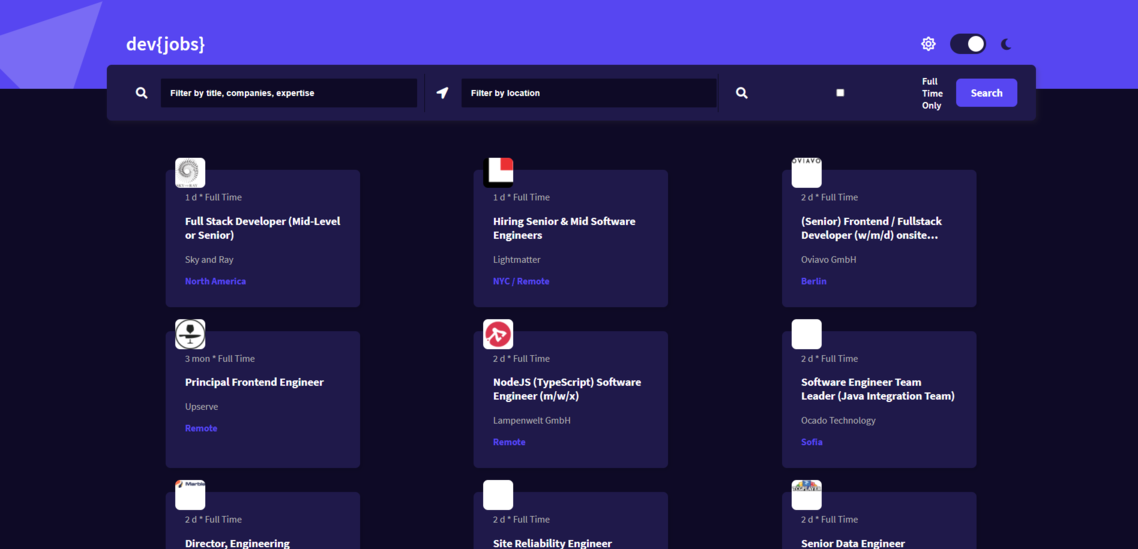 dev{jobs}
Filter by title, companies, expertise
Filter by location
Full
Time
Only
Search
1 d * Full Time
Full Stack Developer (Mid-Level
or Senior)
Sky and Ray
North America
1 d * Full Time
Hiring Senior & Mid Software
Engineers
Lightmatter
NYC / Remote
OVIAVO
2 d * Full Time
(Senior) Frontend / Fullstack
Developer (w/m/d) onsite...
Oviavo GmbH
Berlin
3 mon * Full Time
Principal Frontend Engineer
Upserve
Remote
2 d * Full Time
NodeJS (TypeScript) Software
Engineer (m/w/x)
Lampenwelt GmbH
Remote
2 d * Full Time
Software Engineer Team
Leader (Java Integration Team)
Ocado Technology
Sofia
2 d * Full Time
Director, Engineering
2 d * Full Time
Site Reliability Engineer
2 d * Full Time
Senior Data Engineer